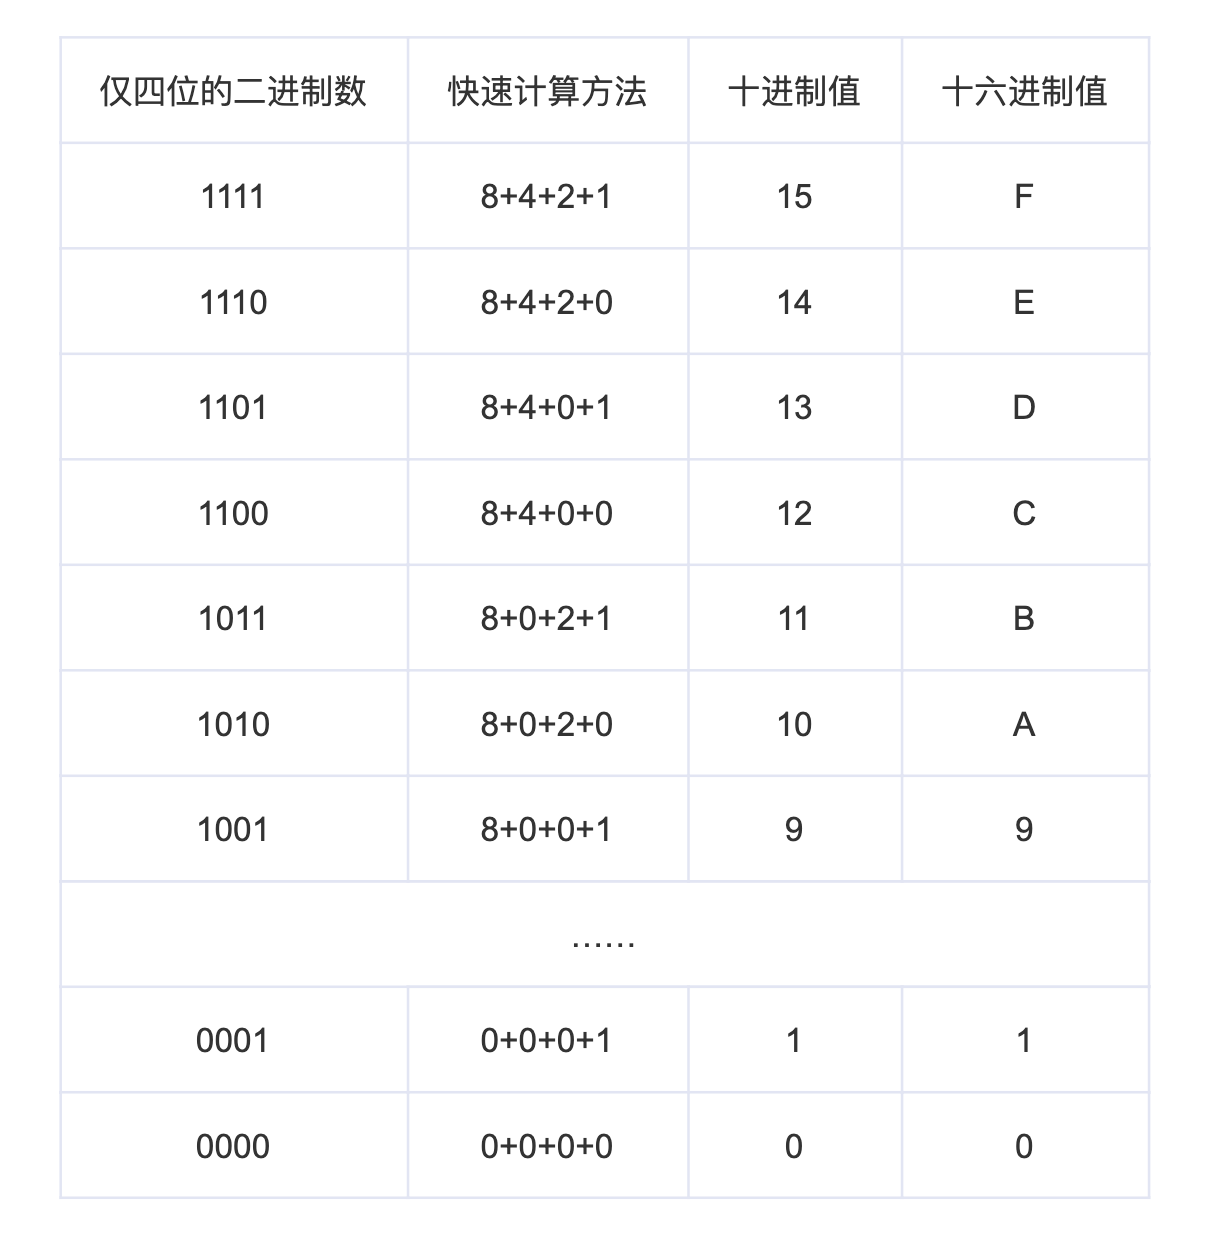 仅四位的二进制数 快速计算方法 十进制值 十六进制值
1111 8+4+2+1 15 F
1110 8+4+2+0 14 E
1101 8+4+0+1 13 D
1100 8+4+0+0 12 C
1011 8+0+2+1 11 B
1010 8+0+2+0 10 A
1001 8+0+0+1 9 9
……
0001 0+0+0+1 1 1
0000 0+0+0+0 0 0